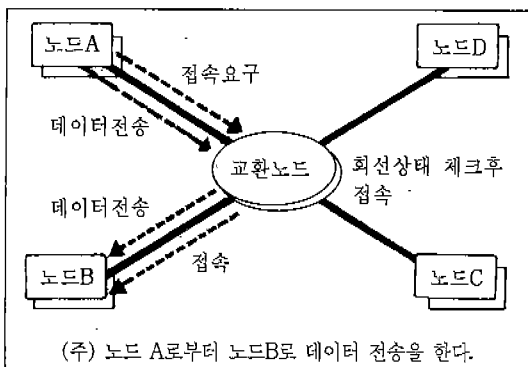 노드A
노드D
접속요구
데이터전송
교환노드
회선상태 체크후
접속
데이터전송
접속
노드B
노드C
(주) 노드 A로부터 노드B로 데이터 전송을 한다.